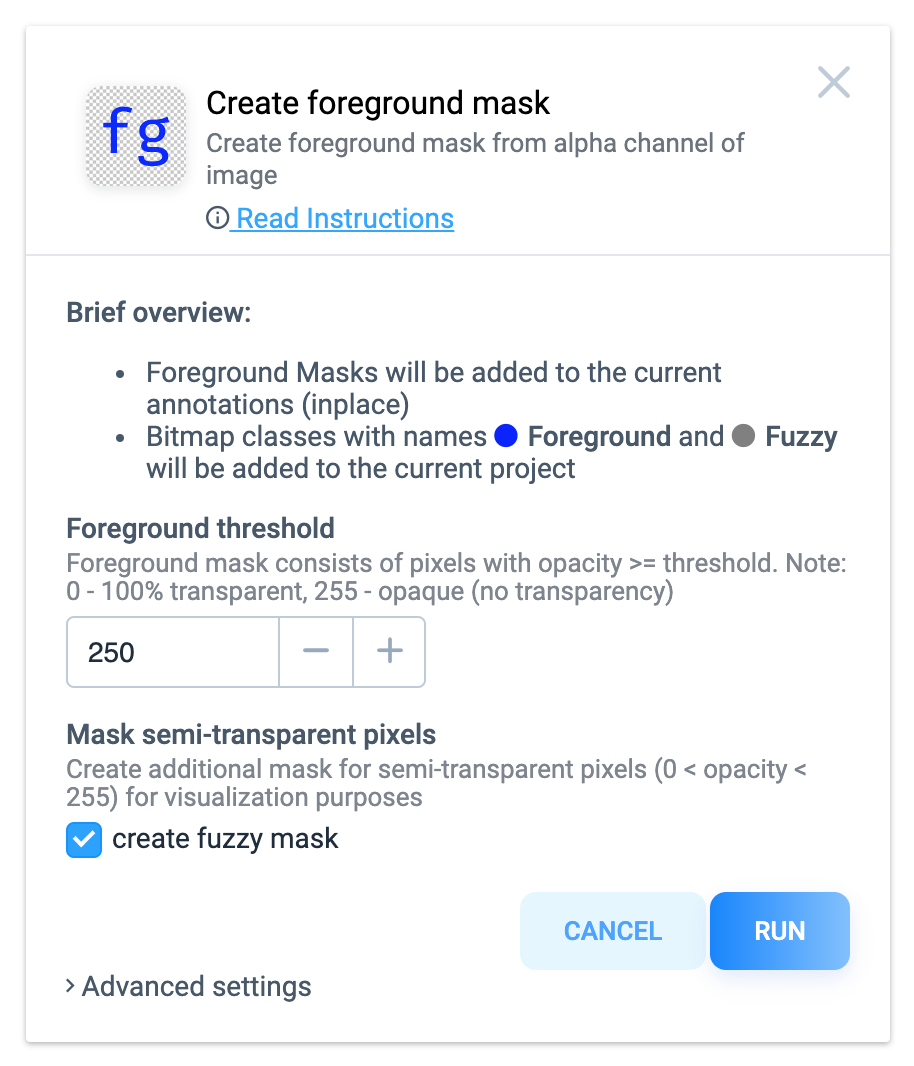 fg
Create foreground mask
Create foreground mask from alpha channel of
image
Read Instructions
Brief overview:
• Foreground Masks will be added to the current
annotations (inplace)
• Bitmap classes with names Foreground and Fuzzy
will be added to the current project
Foreground threshold
Foreground mask consists of pixels with opacity >= threshold. Note:
0 - 100% transparent, 255 - opaque (no transparency)
250
Mask semi-transparent pixels
Create additional mask for semi-transparent pixels (0 < opacity <
255) for visualization purposes
create fuzzy mask
CANCEL RUN
> Advanced settings